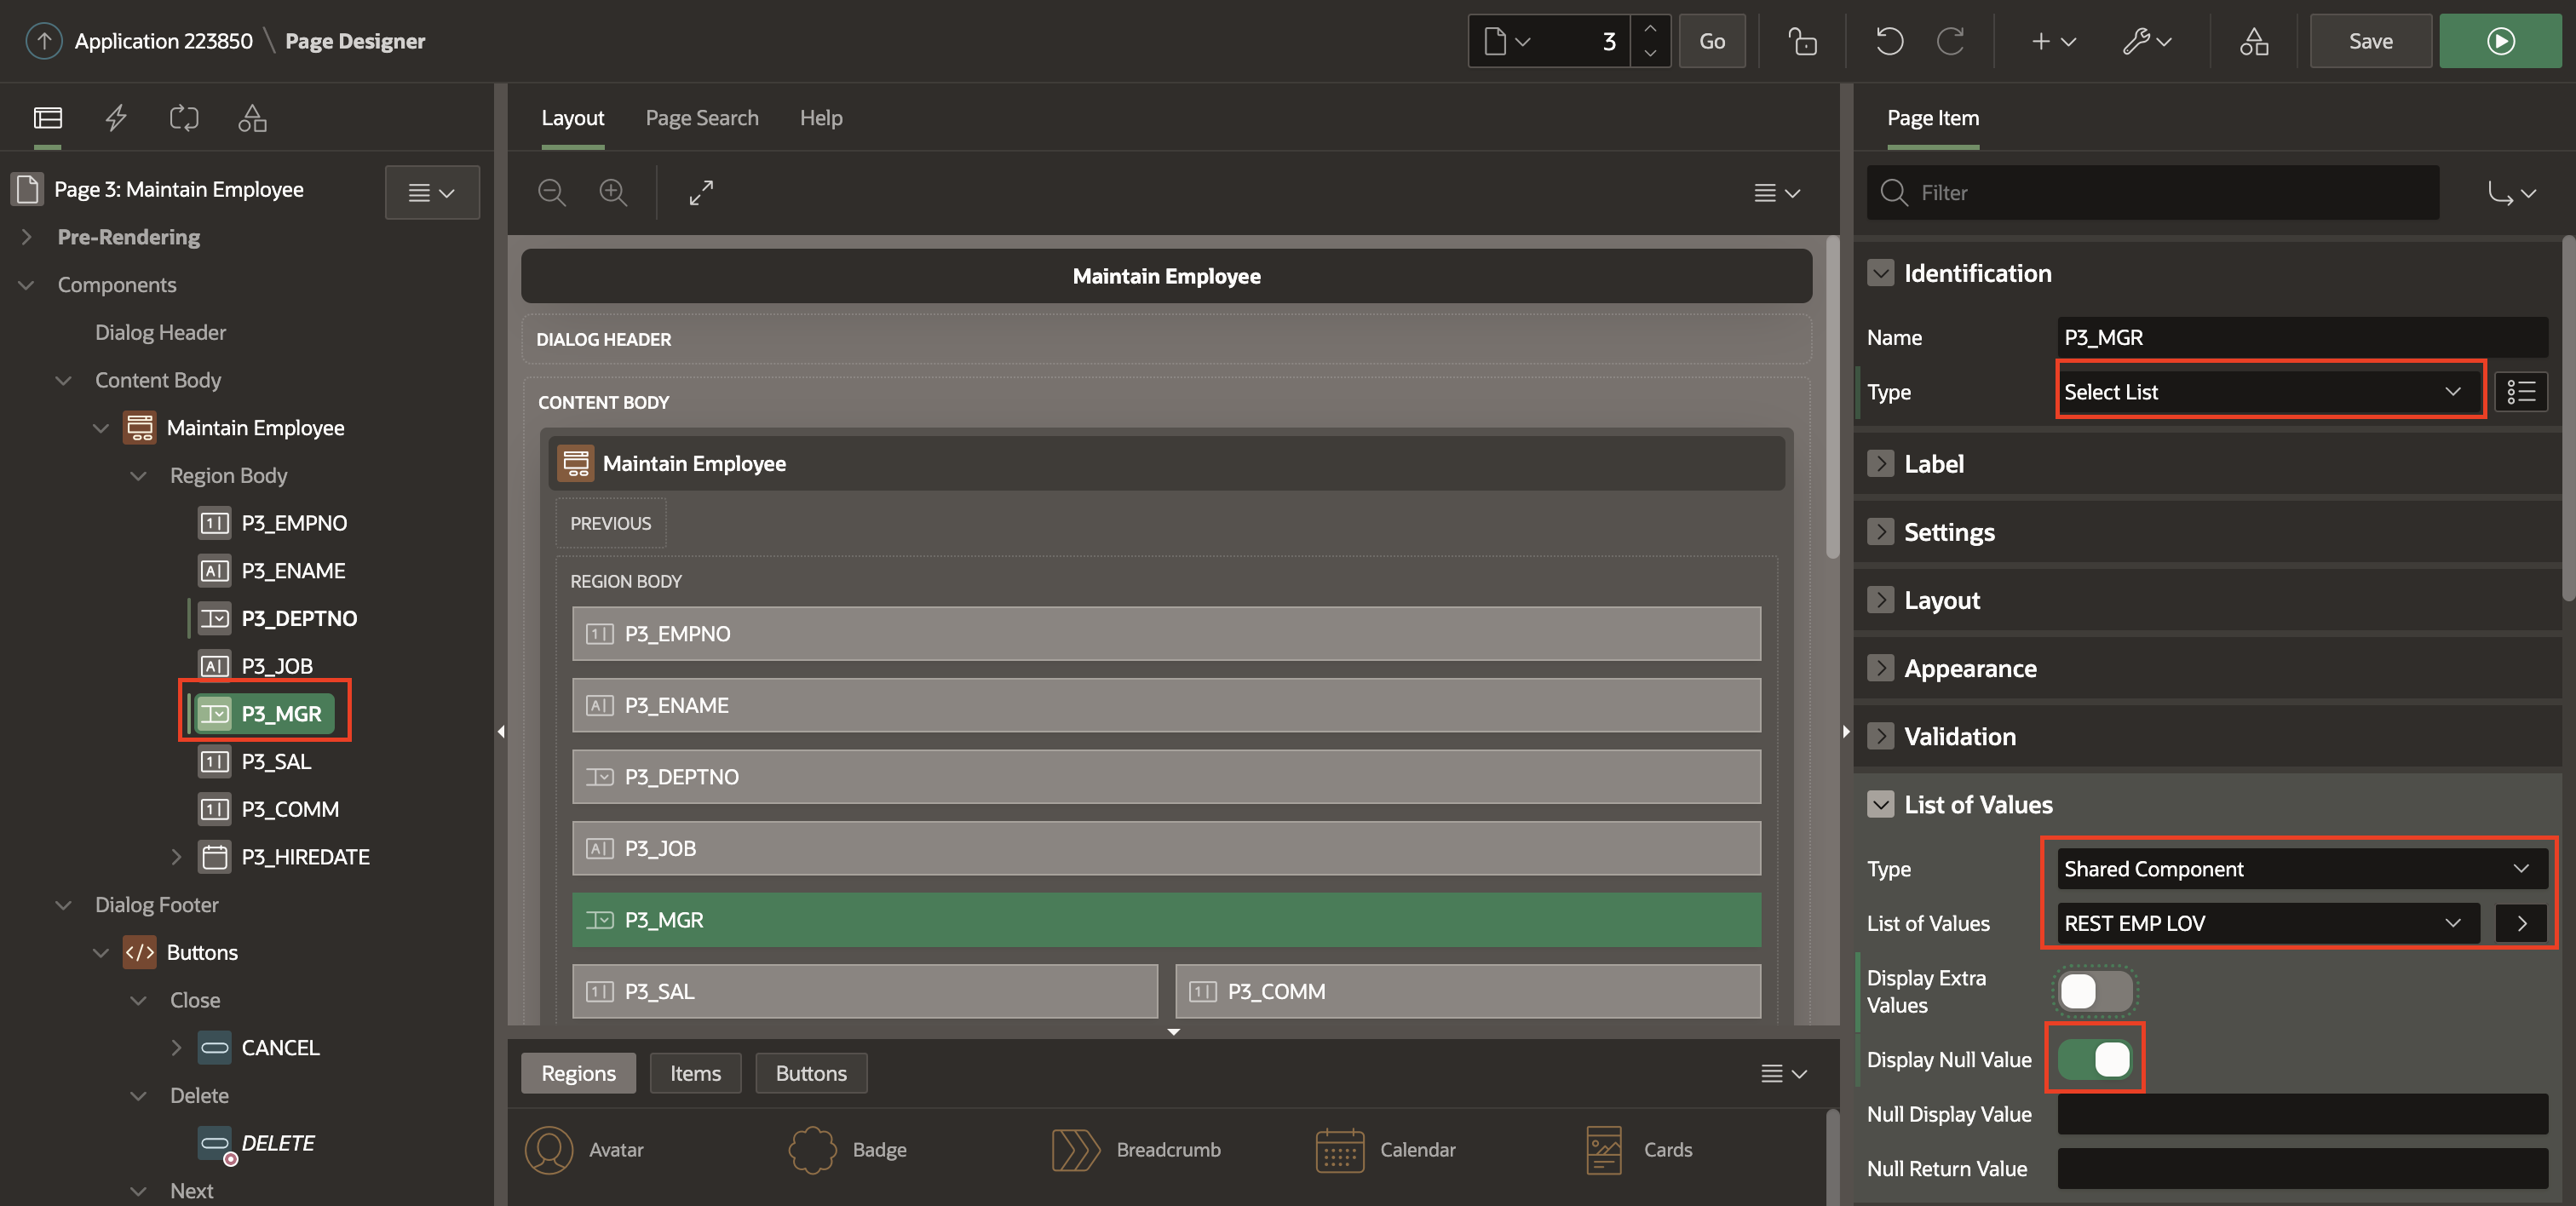 Application 223850 \ Page Designer
3
Go
Save
Page 3: Maintain Employee
Pre-Rendering
Components
Dialog Header
Content Body
Maintain Employee
Region Body
P3_EMPNO
P3_ENAME
P3_DEPTNO
P3_JOB
P3_MGR
P3_SAL
P3_COMM
P3_HIREDATE
Dialog Footer
Buttons
Close
CANCEL
Delete
DELETE
Next
Layout
Page Search
Help
Maintain Employee
DIALOG HEADER
CONTENT BODY
Maintain Employee
PREVIOUS
REGION BODY
P3_EMPNO
P3_ENAME
P3_DEPTNO
P3_JOB
P3_MGR
P3_SAL
P3_COMM
Regions
Items
Buttons
Avatar
Badge
Breadcrumb
Calendar
Cards
Page Item
Filter
Identification
Name
P3_MGR
Type
Select List
Label
Settings
Layout
Appearance
Validation
List of Values
Type
Shared Component
List of Values
REST EMP LOV
Display Extra
Values
Display Null Value
Null Display Value
Null Return Value